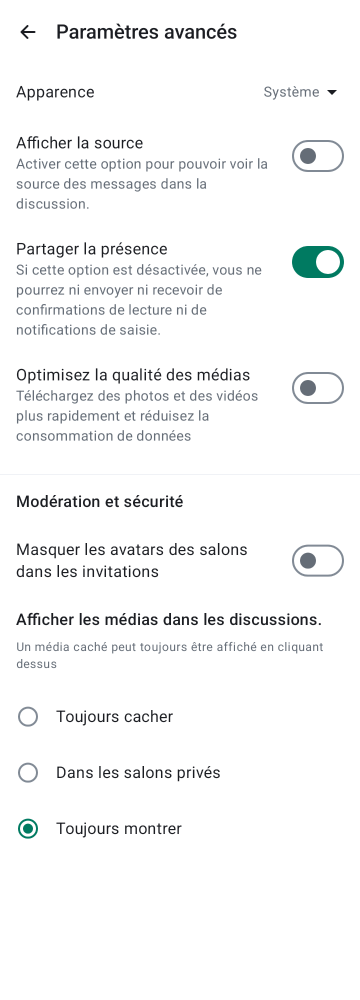 Paramètres avancés
Apparence
Système
Afficher la source
Activer cette option pour pouvoir voir la
source des messages dans la
discussion.
Partager la présence
Si cette option est désactivée, vous ne
pourrez ni envoyer ni recevoir de
confirmations de lecture ni de
notifications de saisie.
Optimisez la qualité des médias
Téléchargez des photos et des vidéos
plus rapidement et réduisez la
consommation de données
Modération et sécurité
Masquer les avatars des salons
dans les invitations
Afficher les médias dans les discussions.
Un média caché peut toujours être affiché en cliquant
dessus
Toujours cacher
Dans les salons privés
Toujours montrer